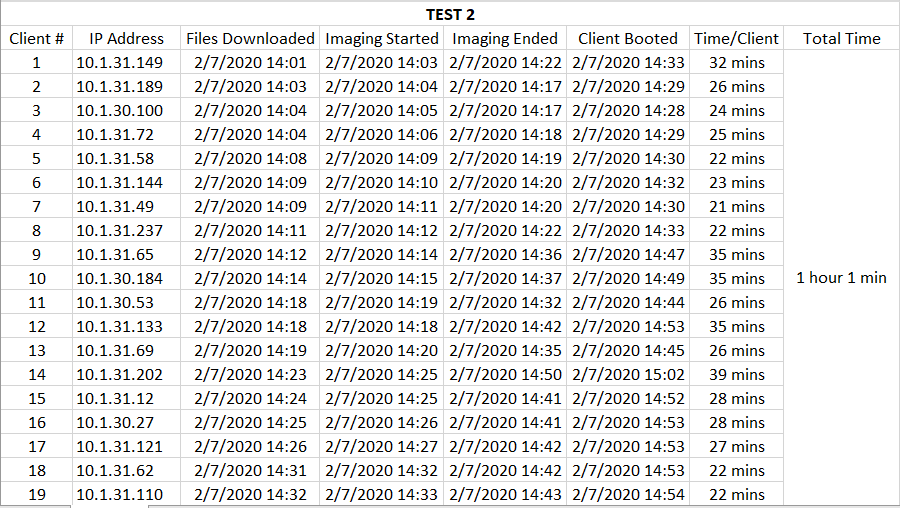 TEST 2
Client # IP Address Files Downloaded Imaging Started Imaging Ended Client Booted Time/Client Total Time
1 10.1.31.149 2/7/2020 14:01 2/7/2020 14:03 2/7/2020 14:22 2/7/2020 14:33 32 mins
2 10.1.31.189 2/7/2020 14:03 2/7/2020 14:04 2/7/2020 14:17 2/7/2020 14:29 26 mins
3 10.1.30.100 2/7/2020 14:04 2/7/2020 14:05 2/7/2020 14:17 2/7/2020 14:28 24 mins
4 10.1.31.72 2/7/2020 14:04 2/7/2020 14:06 2/7/2020 14:18 2/7/2020 14:29 25 mins
5 10.1.31.58 2/7/2020 14:08 2/7/2020 14:09 2/7/2020 14:19 2/7/2020 14:30 22 mins
6 10.1.31.144 2/7/2020 14:09 2/7/2020 14:10 2/7/2020 14:20 2/7/2020 14:32 23 mins
7 10.1.31.49 2/7/2020 14:09 2/7/2020 14:11 2/7/2020 14:20 2/7/2020 14:30 21 mins
8 10.1.31.237 2/7/2020 14:11 2/7/2020 14:12 2/7/2020 14:22 2/7/2020 14:33 22 mins
9 10.1.31.65 2/7/2020 14:12 2/7/2020 14:14 2/7/2020 14:36 2/7/2020 14:47 35 mins
10 10.1.30.184 2/7/2020 14:14 2/7/2020 14:15 2/7/2020 14:37 2/7/2020 14:49 35 mins 1 hour 1 min
11 10.1.30.53 2/7/2020 14:18 2/7/2020 14:19 2/7/2020 14:32 2/7/2020 14:44 26 mins
12 10.1.31.133 2/7/2020 14:18 2/7/2020 14:18 2/7/2020 14:42 2/7/2020 14:53 35 mins
13 10.1.31.69 2/7/2020 14:19 2/7/2020 14:20 2/7/2020 14:35 2/7/2020 14:45 26 mins
14 10.1.31.202 2/7/2020 14:23 2/7/2020 14:25 2/7/2020 14:50 2/7/2020 15:02 39 mins
15 10.1.31.12 2/7/2020 14:24 2/7/2020 14:25 2/7/2020 14:41 2/7/2020 14:52 28 mins
16 10.1.30.27 2/7/2020 14:25 2/7/2020 14:26 2/7/2020 14:41 2/7/2020 14:53 28 mins
17 10.1.31.121 2/7/2020 14:26 2/7/2020 14:27 2/7/2020 14:42 2/7/2020 14:53 27 mins
18 10.1.31.62 2/7/2020 14:31 2/7/2020 14:32 2/7/2020 14:42 2/7/2020 14:53 22 mins
19 10.1.31.110 2/7/2020 14:32 2/7/2020 14:33 2/7/2020 14:43 2/7/2020 14:54 22 mins